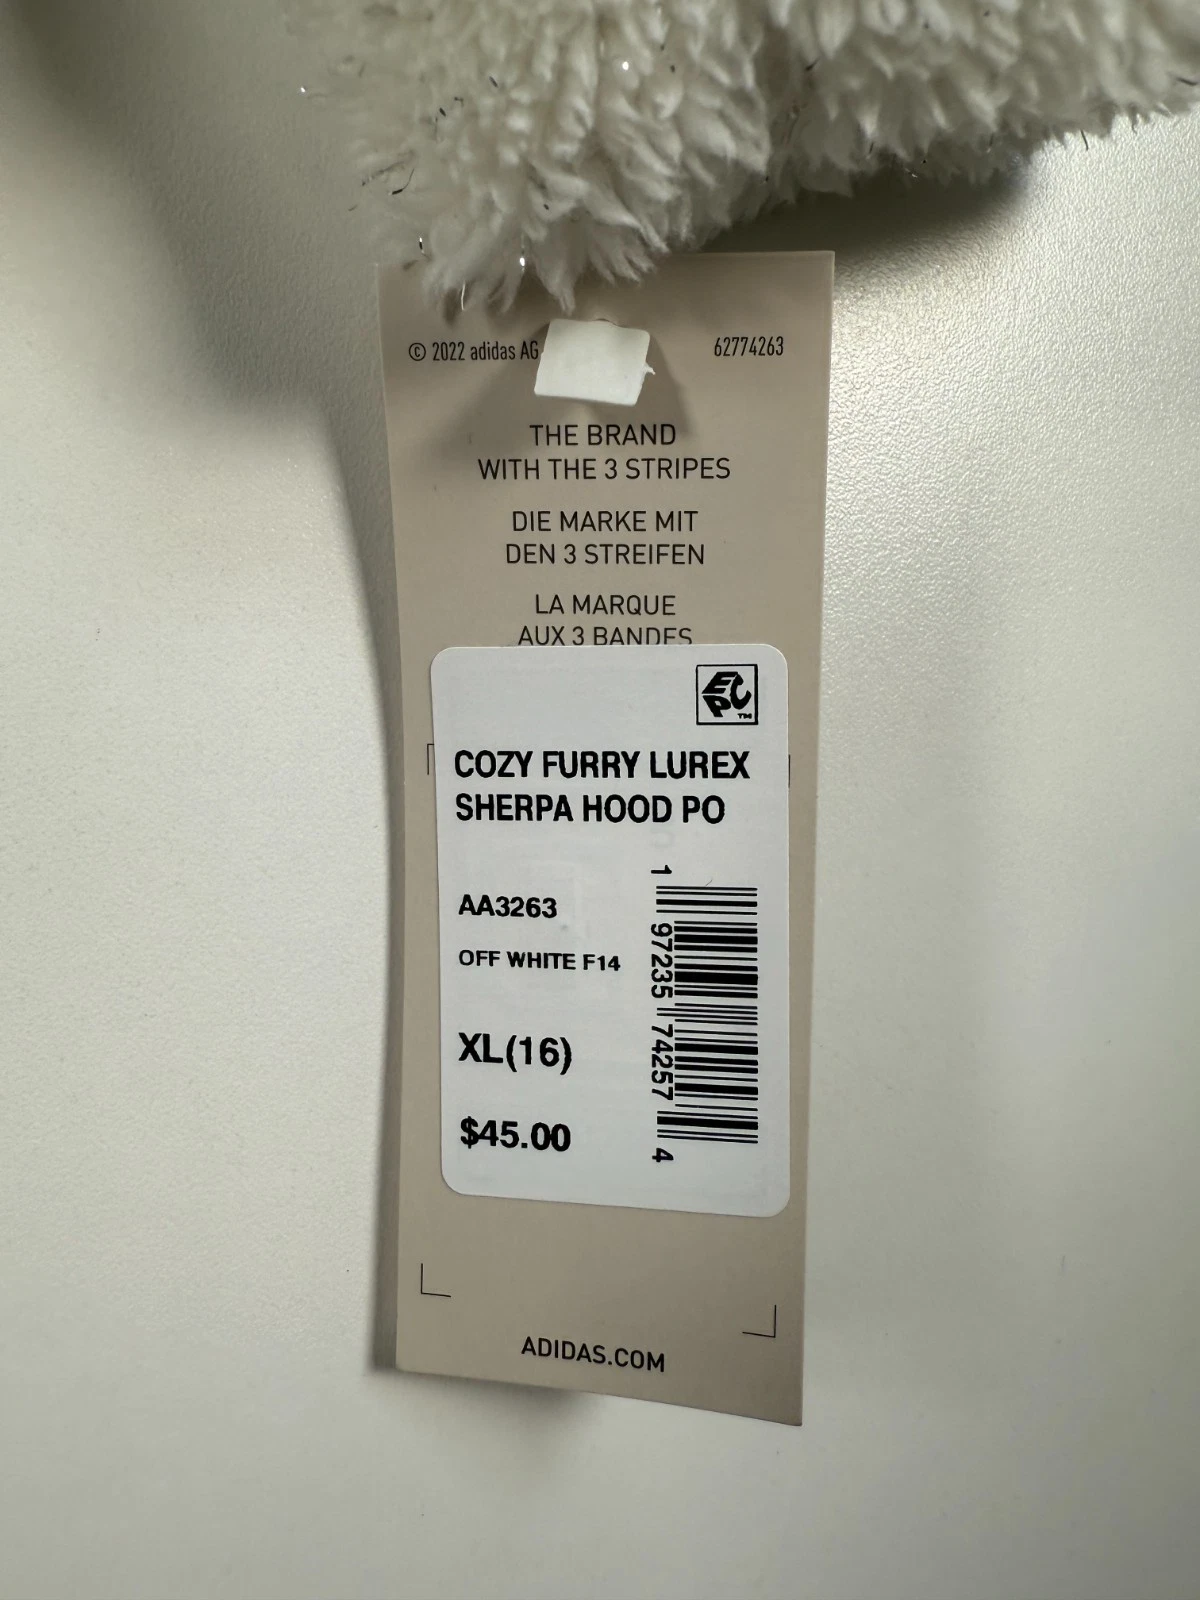 © 2022 adidas AG
62774263
THE BRAND
WITH THE 3 STRIPES
DIE MARKE MIT
DEN 3 STREIFEN
LA MARQUE
AUX 3 BANDES
EPC™
COZY FURRY LUREX
SHERPA HOOD PO
AA3263
OFF WHITE F14
XL(16)
$45.00
1 97235 74257 4
ADIDAS.COM